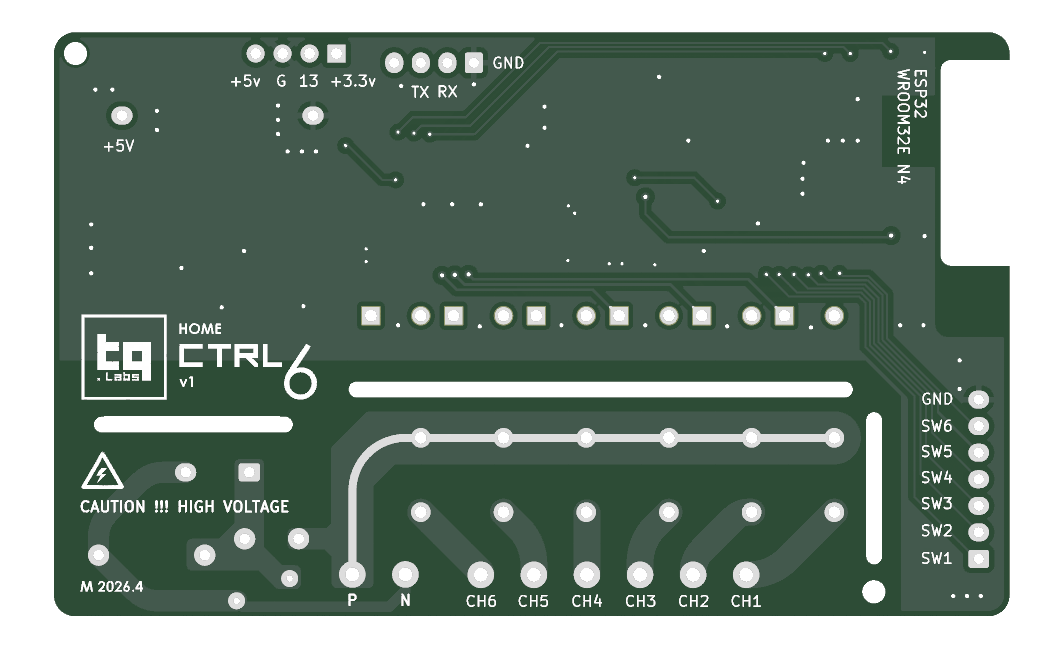 +5v G 13 +3.3v
TX RX
GND
+5V
ESP32
WROOM32E N4
tq
.Labs
HOME
CTRL6
v1
GND
SW6
SW5
SW4
SW3
SW2
SW1
CAUTION !!! HIGH VOLTAGE
M 2026.4
P N CH6 CH5 CH4 CH3 CH2 CH1